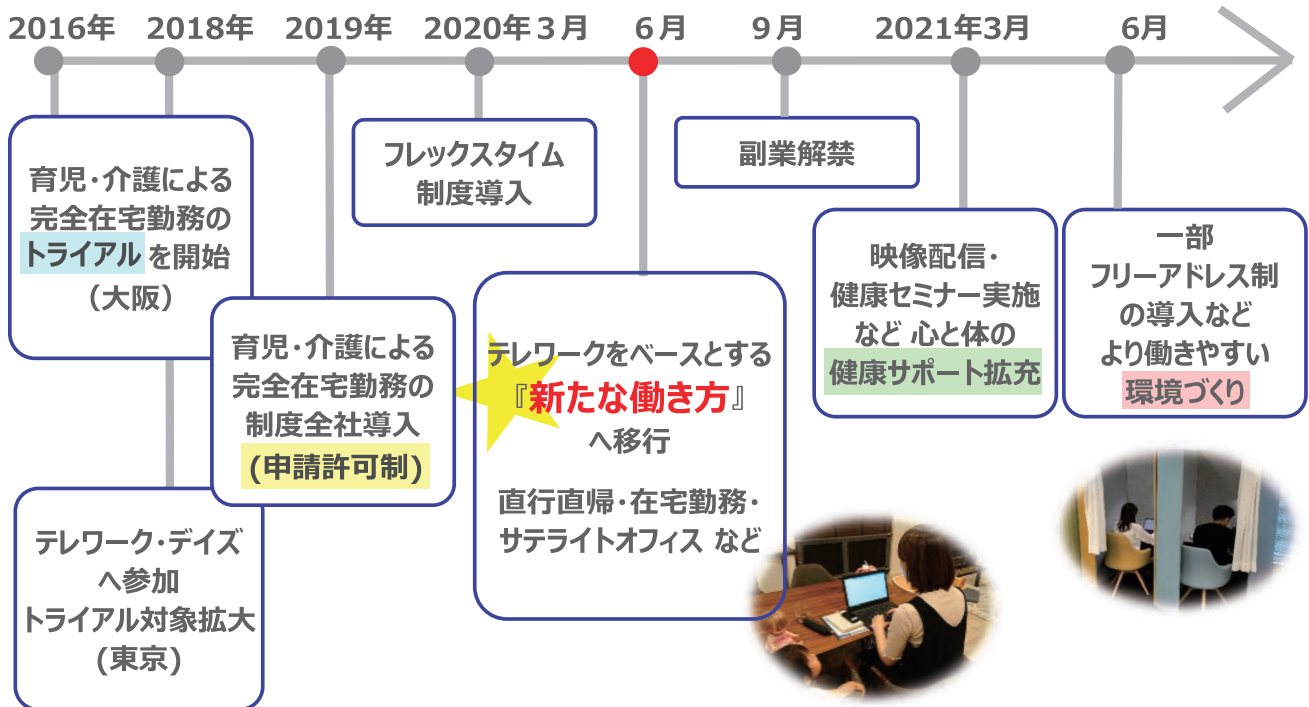 2016年 2018年 2019年 2020年3月 6月 9月 2021年3月 6月
育児・介護による
完全在宅勤務の
トライアルを開始
（大阪）
テレワーク・デイズ
へ参加
トライアル対象拡大
(東京)
育児・介護による
完全在宅勤務の
制度全社導入
(申請許可制)
フレックスタイム
制度導入
テレワークをベースとする
『新たな働き方』
へ移行
直行直帰・在宅勤務・
サテライトオフィス など
副業解禁
映像配信・
健康セミナー実施
など 心と体の
健康サポート拡充
一部
フリーアドレス制
の導入など
より働きやすい
環境づくり